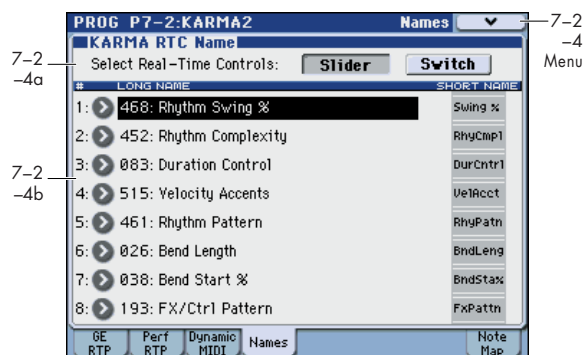 PROG P7-2:KARMA2 Names
7–2
–4
Menu
KARMA RTC Name
7–2
–4a
Select Real-Time Controls: Slider Switch
# LONG NAME SHORT NAME
1: 468: Rhythm Swing % Swing %
2: 452: Rhythm Complexity RhyCmpl
3: 083: Duration Control DurCntrl
7–2
–4b
4: 515: Velocity Accents VelAcct
5: 461: Rhythm Pattern RhyPatn
6: 026: Bend Length BndLeng
7: 038: Bend Start % BndSta%
8: 193: FX/Ctrl Pattern FxPattn
GE RTP Perf RTP Dynamic MIDI Names Note Map